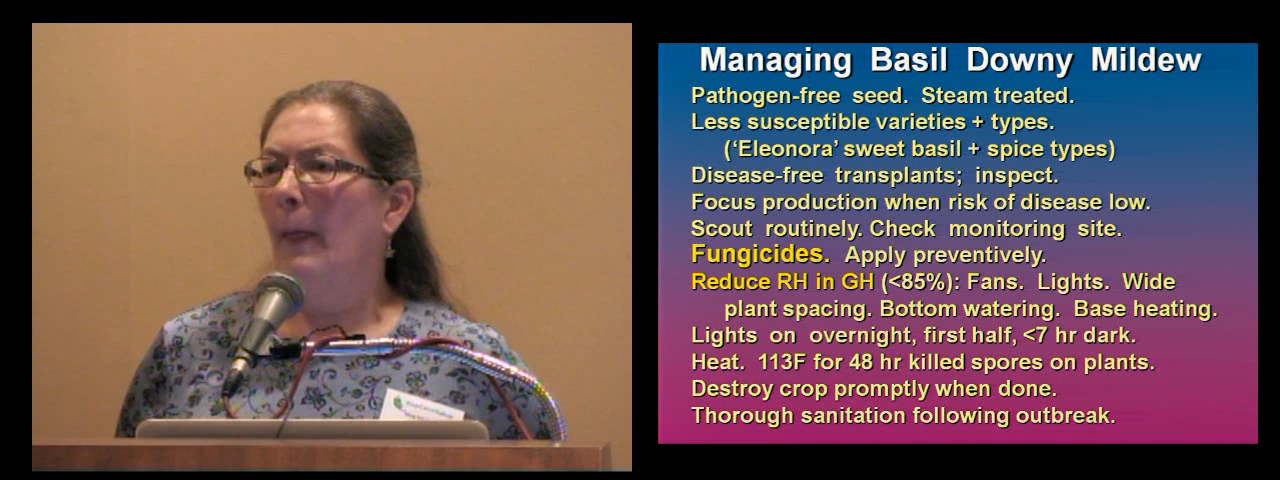 Managing Basil Downy Mildew
Pathogen-free seed. Steam treated.
Less susceptible varieties + types.
(‘Eleonora’ sweet basil + spice types)
Disease-free transplants; inspect.
Focus production when risk of disease low.
Scout routinely. Check monitoring site.
Fungicides. Apply preventively.
Reduce RH in GH (<85%): Fans. Lights. Wide
plant spacing. Bottom watering. Base heating.
Lights on overnight, first half, <7 hr dark.
Heat. 113F for 48 hr killed spores on plants.
Destroy crop promptly when done.
Thorough sanitation following outbreak.